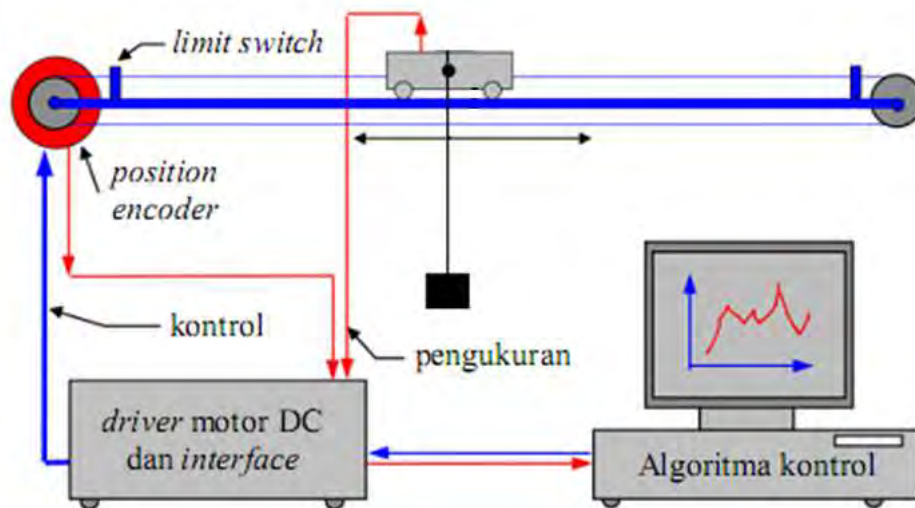 limit switch
position
encoder
kontrol
pengukuran
driver motor DC
dan interface
Algoritma kontrol